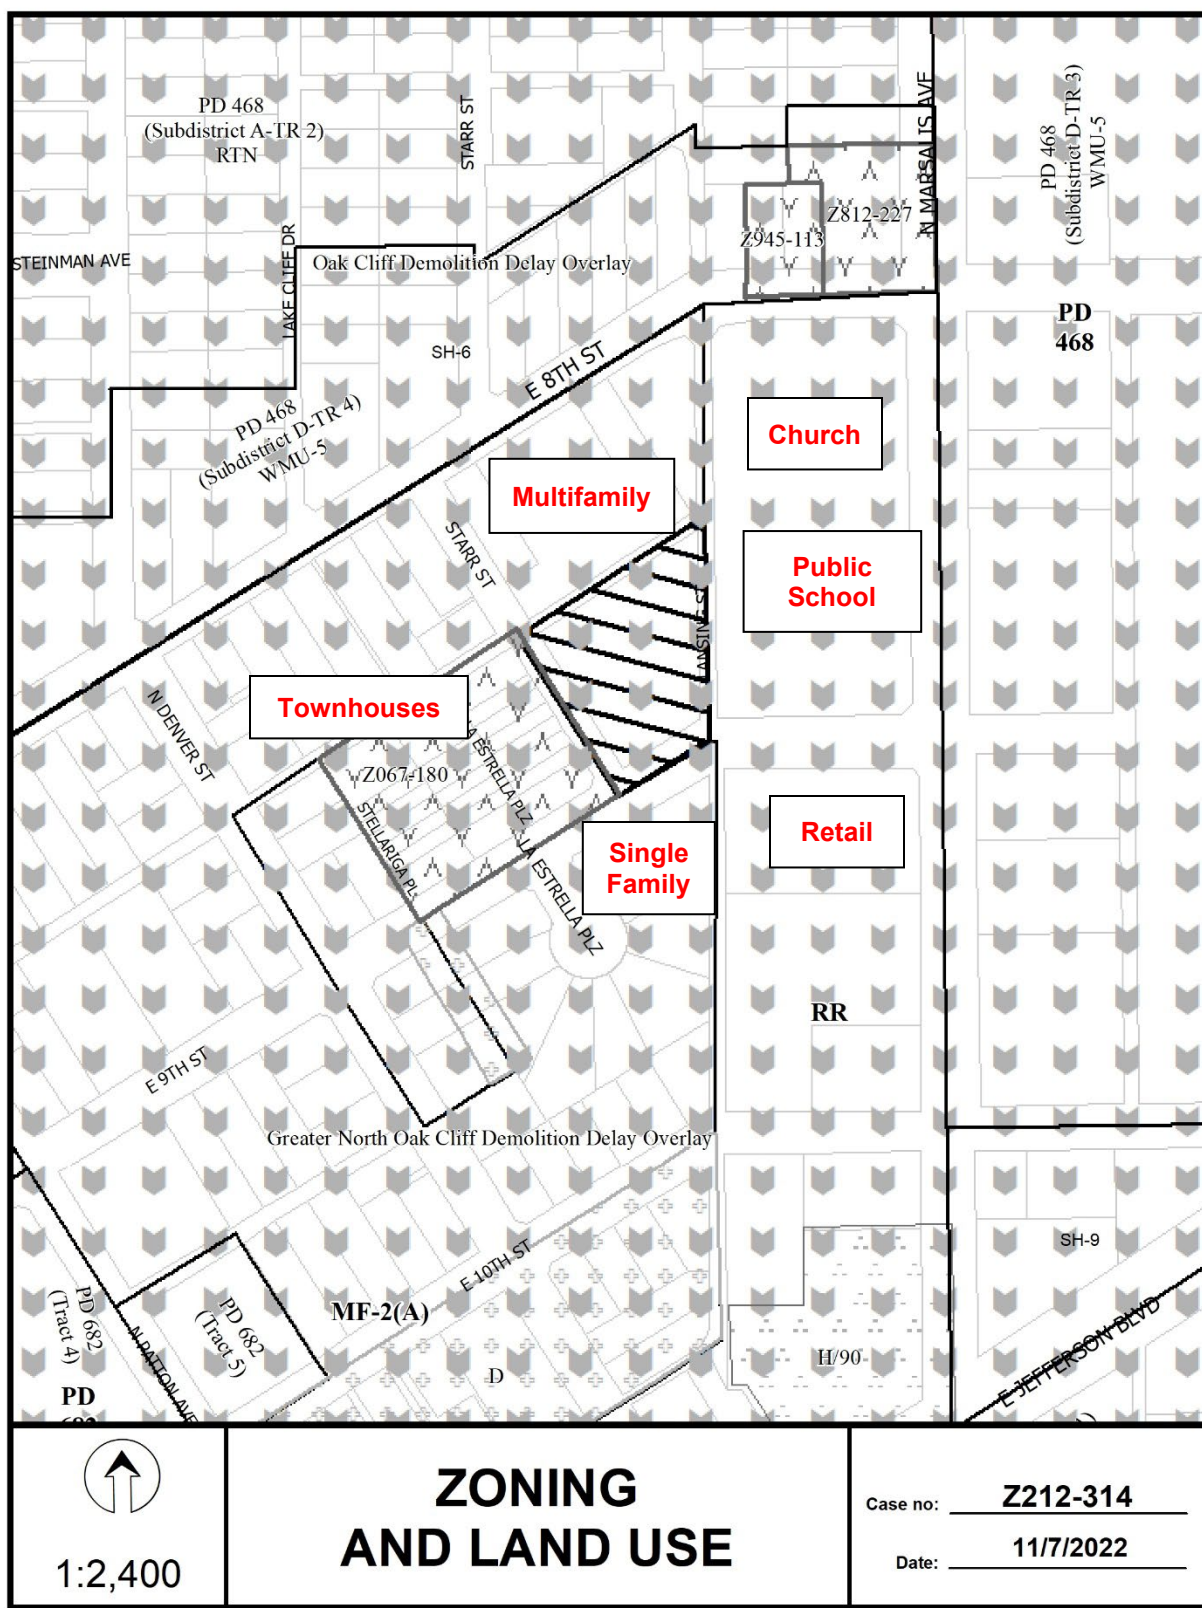 PD 468
(Subdistrict A-TR 2)
RTN
STARR ST
N MARSALIS AVE
PD 468
(Subdistrict D-TR 3)
WMU-5
Z812-227
Z945-113
STEINMAN AVE
LAKE CLIFF DR
Oak Cliff Demolition Delay Overlay
SH-6
E 8TH ST
PD
468
PD 468
(Subdistrict D-TR 4)
WMU-5
Church
Multifamily
STARR ST
Public
School
ANSING ST
N DENVER ST
Townhouses
LA ESTRELLA PLZ
Z067-180
STELLARIGA PL
LA ESTRELLA PLZ
Single
Family
Retail
RR
E 9TH ST
Greater North Oak Cliff Demolition Delay Overlay
E 10TH ST
SH-9
PD 682
(Tract 4)
PD 682
(Tract 5)
MF-2(A)
N PATTON AVE
D
H/90
E JEFFERSON BLVD
PD
1:2,400
ZONING
AND LAND USE
Case no: Z212-314
Date: 11/7/2022